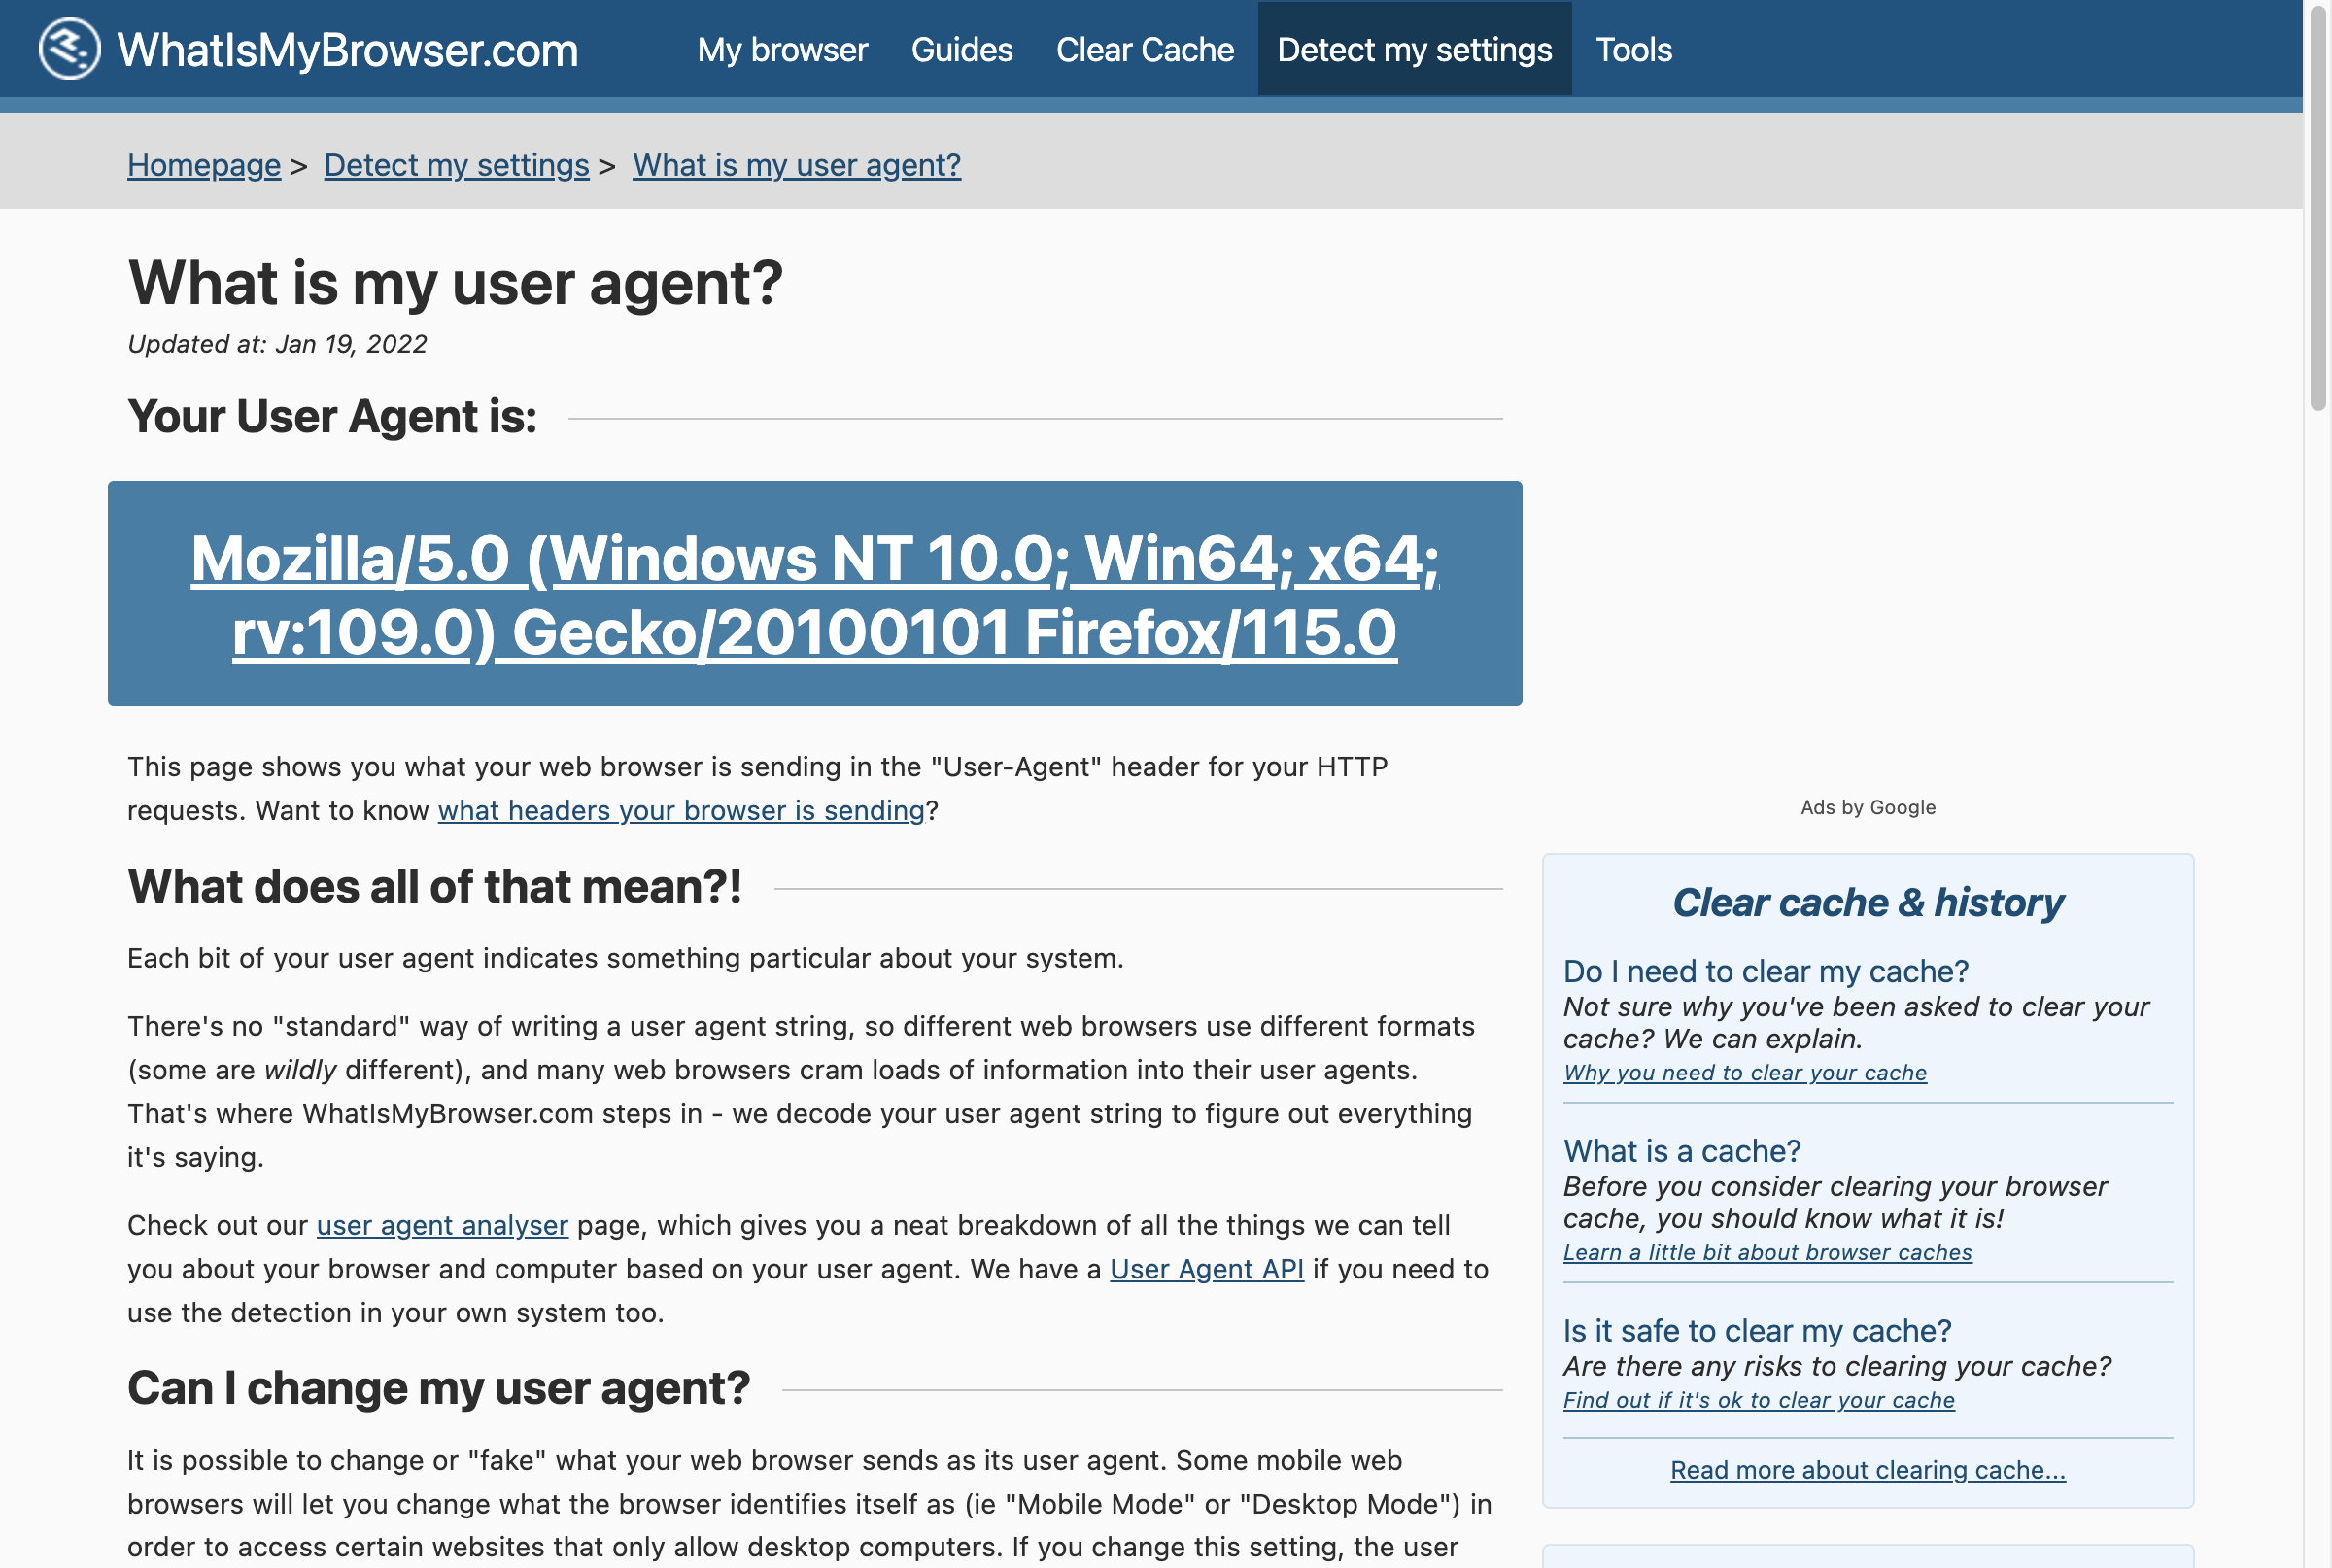 WhatIsMyBrowser.com
My browser Guides Clear Cache Detect my settings Tools
Homepage > Detect my settings > What is my user agent?
What is my user agent?
Updated at: Jan 19, 2022
Your User Agent is:
Mozilla/5.0 (Windows NT 10.0; Win64; x64;
rv:109.0) Gecko/20100101 Firefox/115.0
This page shows you what your web browser is sending in the "User-Agent" header for your HTTP
requests. Want to know what headers your browser is sending?
What does all of that mean?!
Each bit of your user agent indicates something particular about your system.
There's no "standard" way of writing a user agent string, so different web browsers use different formats
(some are wildly different), and many web browsers cram loads of information into their user agents.
That's where WhatIsMyBrowser.com steps in - we decode your user agent string to figure out everything
it's saying.
Check out our user agent analyser page, which gives you a neat breakdown of all the things we can tell
you about your browser and computer based on your user agent. We have a User Agent API if you need to
use the detection in your own system too.
Can I change my user agent?
It is possible to change or "fake" what your web browser sends as its user agent. Some mobile web
browsers will let you change what the browser identifies itself as (ie "Mobile Mode" or "Desktop Mode") in
order to access certain websites that only allow desktop computers. If you change this setting, the user
Ads by Google
Clear cache & history
Do I need to clear my cache?
Not sure why you've been asked to clear your
cache? We can explain.
Why you need to clear your cache
What is a cache?
Before you consider clearing your browser
cache, you should know what it is!
Learn a little bit about browser caches
Is it safe to clear my cache?
Are there any risks to clearing your cache?
Find out if it's ok to clear your cache
Read more about clearing cache...